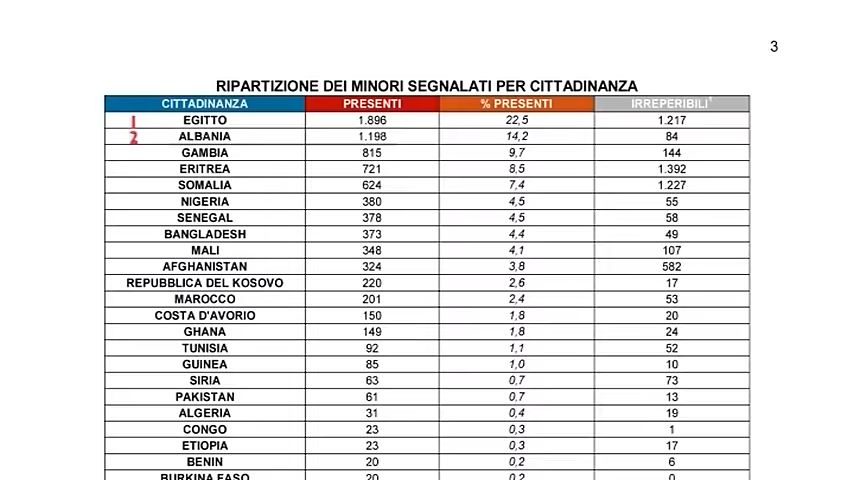 3
RIPARTIZIONE DEI MINORI SEGNALATI PER CITTADINANZA
CITTADINANZA PRESENTI % PRESENTI IRREPERIBILI¹
1 EGITTO 1.896 22,5 1.217
2 ALBANIA 1.198 14,2 84
GAMBIA 815 9,7 144
ERITREA 721 8,5 1.392
SOMALIA 624 7,4 1.227
NIGERIA 380 4,5 55
SENEGAL 378 4,5 58
BANGLADESH 373 4,4 49
MALI 348 4,1 107
AFGHANISTAN 324 3,8 582
REPUBBLICA DEL KOSOVO 220 2,6 17
MAROCCO 201 2,4 53
COSTA D'AVORIO 150 1,8 20
GHANA 149 1,8 24
TUNISIA 92 1,1 52
GUINEA 85 1,0 10
SIRIA 63 0,7 73
PAKISTAN 61 0,7 13
ALGERIA 31 0,4 19
CONGO 23 0,3 1
ETIOPIA 23 0,3 17
BENIN 20 0,2 6
BURKINA FASO 20 0,2 0